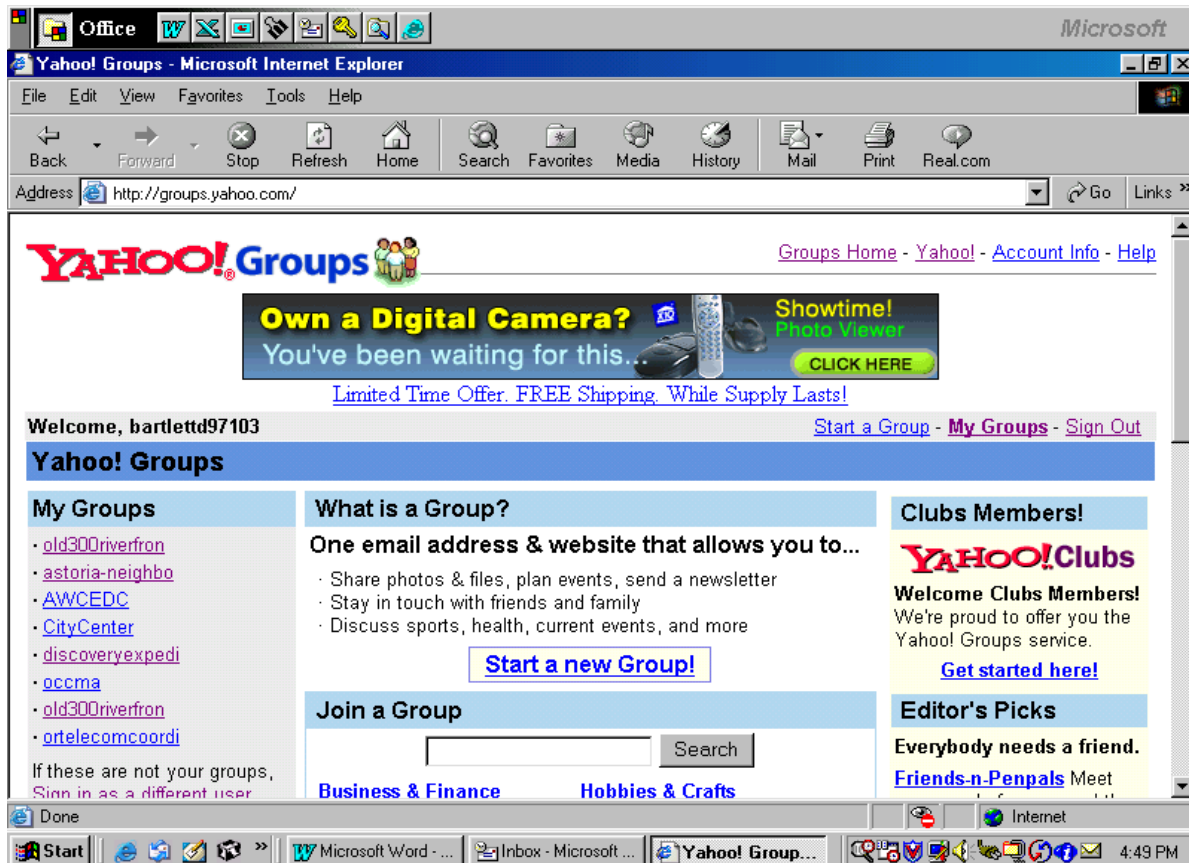 Office Microsoft
Yahoo! Groups - Microsoft Internet Explorer
File Edit View Favorites Tools Help
Back Forward Stop Refresh Home Search Favorites Media History Mail Print Real.com
Address http://groups.yahoo.com/ Go Links »
YAHOO!® Groups
Groups Home - Yahoo! - Account Info - Help
Own a Digital Camera? X10 Showtime!
Photo Viewer
You've been waiting for this...
CLICK HERE
Limited Time Offer. FREE Shipping. While Supply Lasts!
Welcome, bartlettd97103 Start a Group - My Groups - Sign Out
Yahoo! Groups
My Groups
· old300riverfron
· astoria-neighbo
· AWCEDC
· CityCenter
· discoveryexpedi
· occma
· old300riverfron
· ortelecomcoordi
If these are not your groups,
Sign in as a different user
What is a Group?
One email address & website that allows you to...
· Share photos & files, plan events, send a newsletter
· Stay in touch with friends and family
· Discuss sports, health, current events, and more
Start a new Group!
Join a Group
Search
Business & Finance Hobbies & Crafts
Clubs Members!
YAHOO! Clubs
Welcome Clubs Members!
We're proud to offer you the
Yahoo! Groups service.
Get started here!
Editor's Picks
Everybody needs a friend.
Friends-n-Penpals Meet
Done Internet
Start » Microsoft Word - ... Inbox - Microsoft ... Yahoo! Group... 4:49 PM